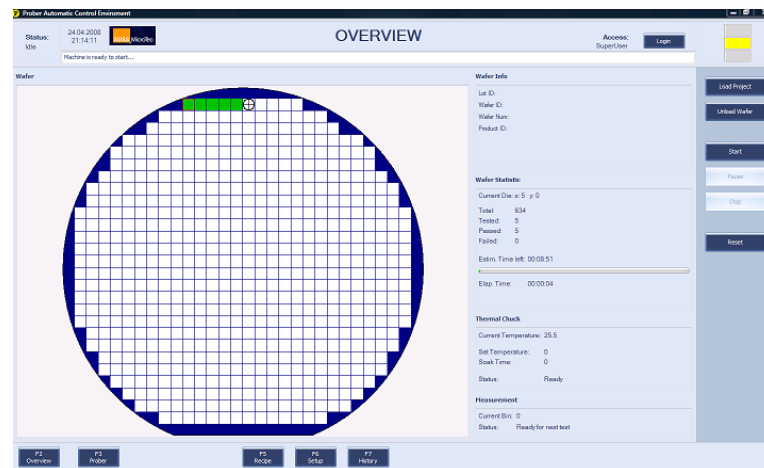 Prober Automatic Control Enviroment
Status:
Idle
24.04.2008
21:14:11
SUSS MicroTec
OVERVIEW
Access:
SuperUser
Login
Machine is ready to start...
Wafer
Wafer Info
Lot ID:
Wafer ID:
Wafer Num:
Product ID:
Wafer Statistic
Current Die: x: 5 y: 0
Total: 634
Tested: 5
Passed: 5
Failed: 0
Estim. Time left: 00:08:51
Elap. Time: 00:00:04
Thermal Chuck
Current Temperature: 25.5
Set Temperature: 0
Soak Time: 0
Status: Ready
Measurement
Current Bin: 0
Status: Ready for next test
Load Project
Unload Wafer
Start
Pause
Stop
Reset
F2
Overview
F3
Prober
F5
Recipe
F6
Setup
F7
History